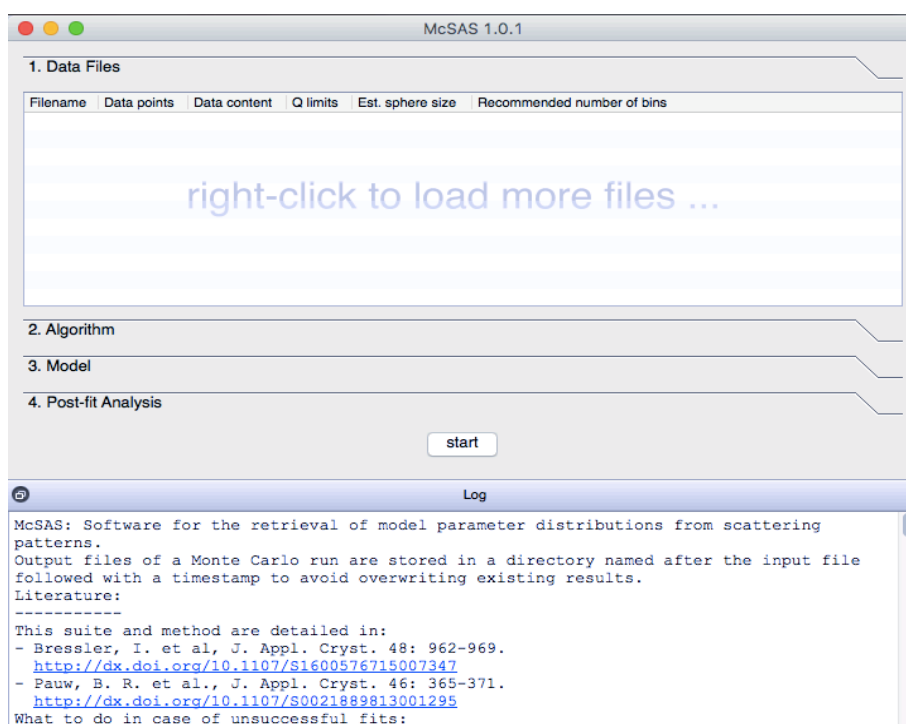 McSAS 1.0.1
1. Data Files
Filename Data points Data content Q limits Est. sphere size Recommended number of bins
right-click to load more files ...
2. Algorithm
3. Model
4. Post-fit Analysis
start
Log
McSAS: Software for the retrieval of model parameter distributions from scattering
patterns.
Output files of a Monte Carlo run are stored in a directory named after the input file
followed with a timestamp to avoid overwriting existing results.
Literature:
-----------
This suite and method are detailed in:
- Bressler, I. et al, J. Appl. Cryst. 48: 962-969.
http://dx.doi.org/10.1107/S1600576715007347
- Pauw, B. R. et al., J. Appl. Cryst. 46: 365-371.
http://dx.doi.org/10.1107/S0021889813001295
What to do in case of unsuccessful fits: